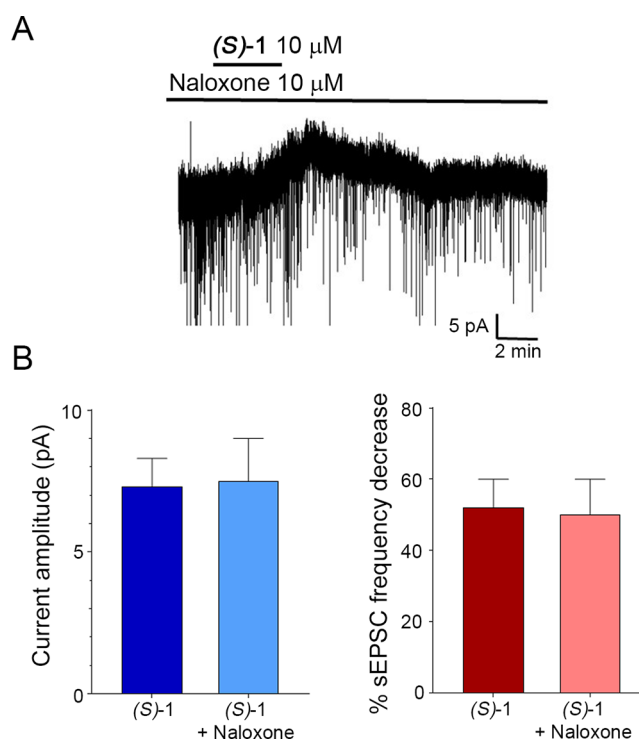 A
(S)-1 10 µM
Naloxone 10 µM
5 pA
2 min
B
10
5
0
Current amplitude (pA)
(S)-1
(S)-1
+ Naloxone
80
60
40
20
0
% sEPSC frequency decrease
(S)-1
(S)-1
+ Naloxone